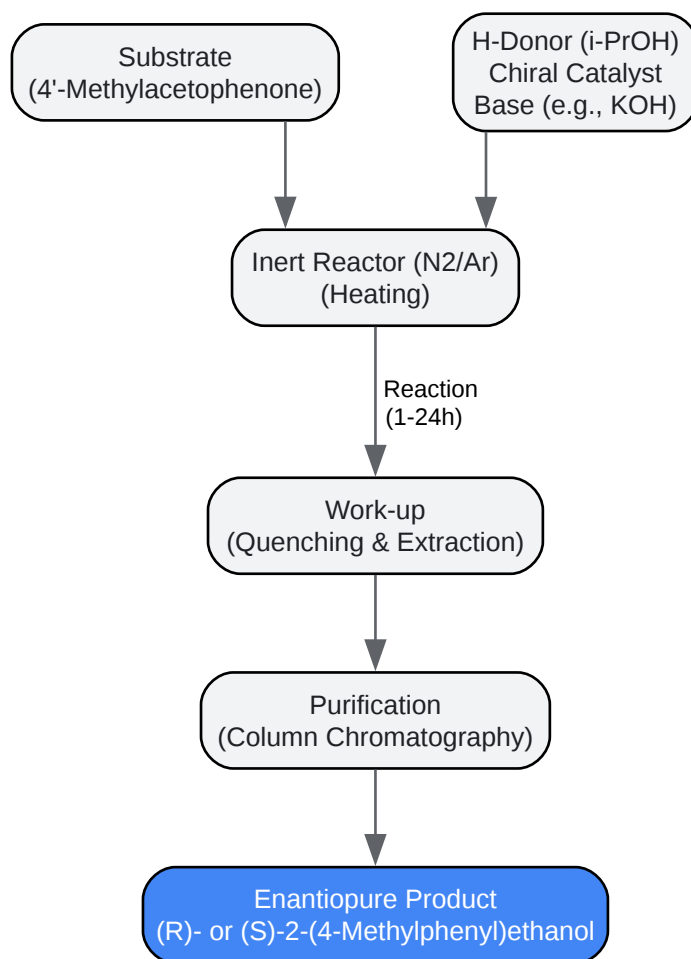 Substrate
(4'-Methylacetophenone)
H-Donor (i-PrOH)
Chiral Catalyst
Base (e.g., KOH)
Inert Reactor (N2/Ar)
(Heating)
Reaction
(1-24h)
Work-up
(Quenching & Extraction)
Purification
(Column Chromatography)
Enantiopure Product
(R)- or (S)-2-(4-Methylphenyl)ethanol